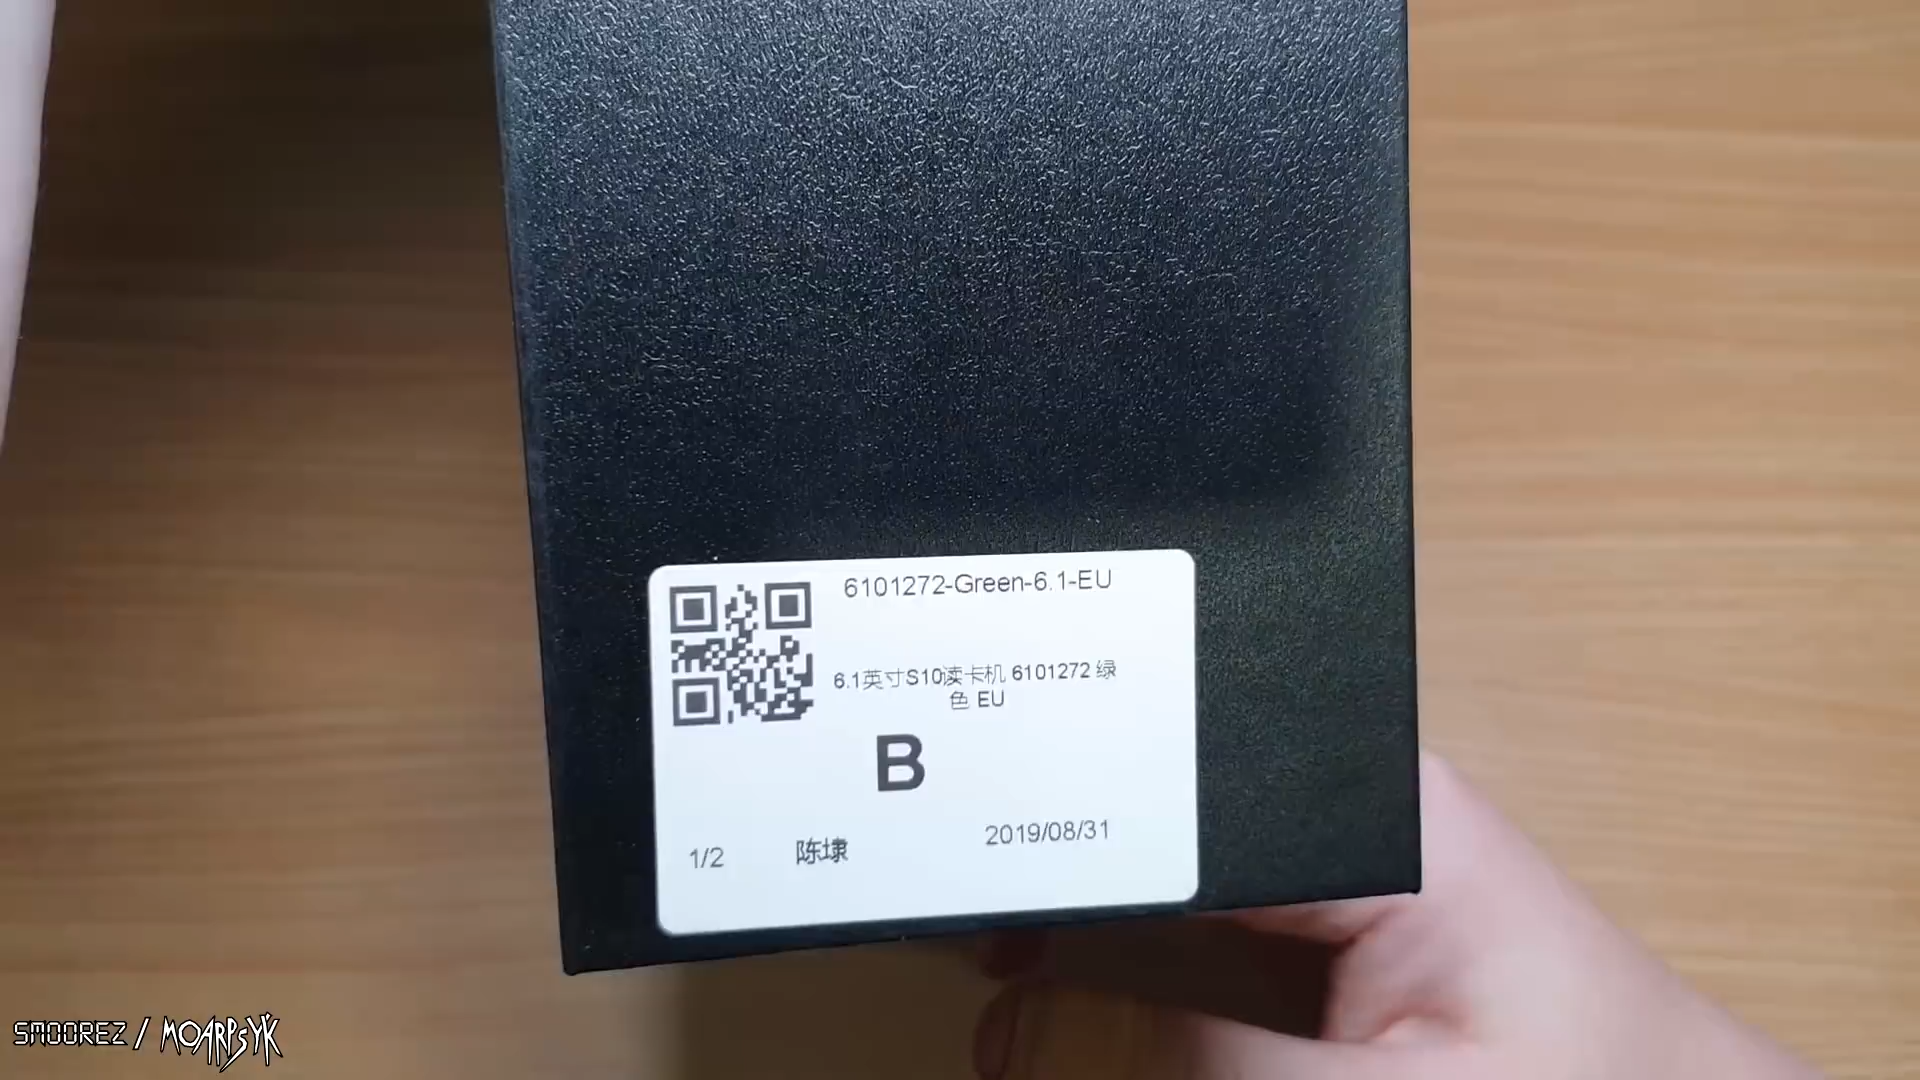 6101272-Green-6.1-EU
6.1英寸S10读卡机 6101272 绿
色 EU
B
1/2 陈埭 2019/08/31
SMOOREZ / MOARPSYK